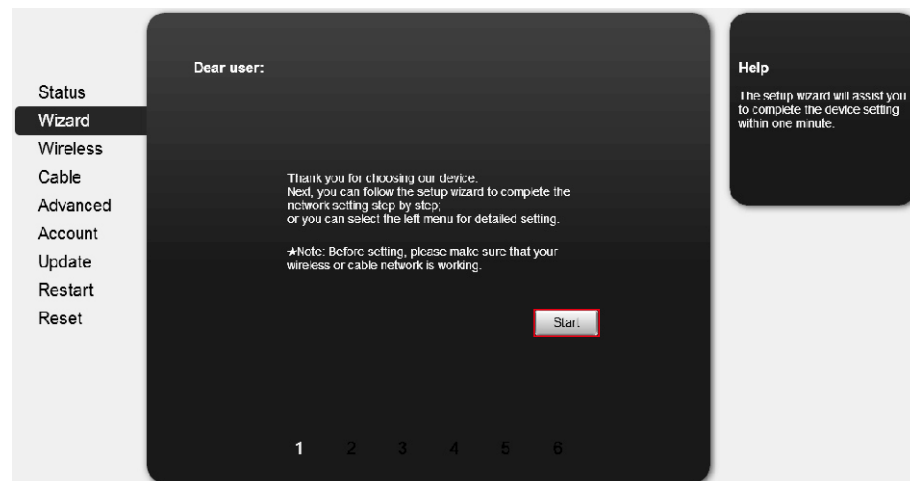 Dear user:
Status
Wizard
Wireless
Cable
Advanced
Account
Update
Restart
Reset
Thank you for choosing our device.
Next, you can follow the setup wizard to complete the
network setting step by step;
or you can select the left menu for detailed setting.
★Note: Before setting, please make sure that your
wireless or cable network is working.
Start
1 2 3 4 5 6
Help
The setup wizard will assist you
to complete the device setting
within one minute.